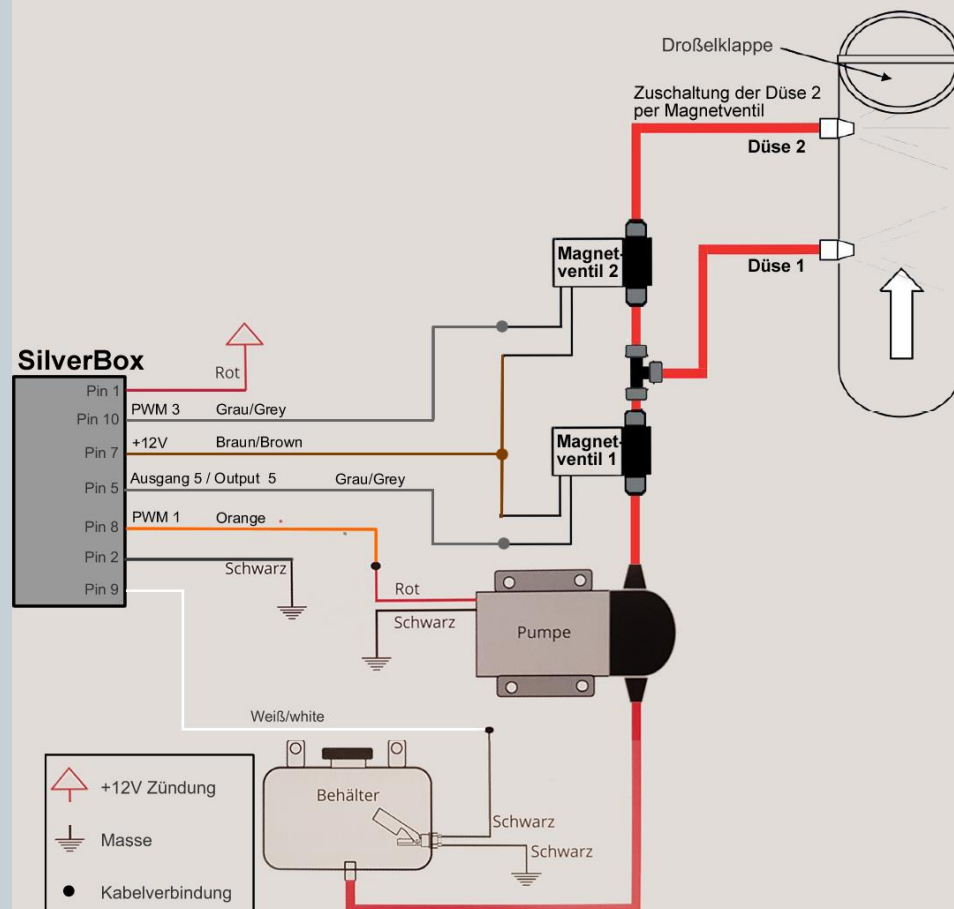 Droßelklappe
Zuschaltung der Düse 2
per Magnetventil
Düse 2
Magnet-
ventil 2
Düse 1
SilverBox
Rot
Pin 1
Pin 10 PWM 3 Grau/Grey
Pin 7 +12V Braun/Brown
Magnet-
ventil 1
Pin 5 Ausgang 5 / Output 5 Grau/Grey
Pin 8 PWM 1 Orange
Pin 2 Schwarz
Pin 9
Rot
Schwarz
Pumpe
Weiß/white
Behälter
Schwarz
Schwarz
+12V Zündung
Masse
Kabelverbindung